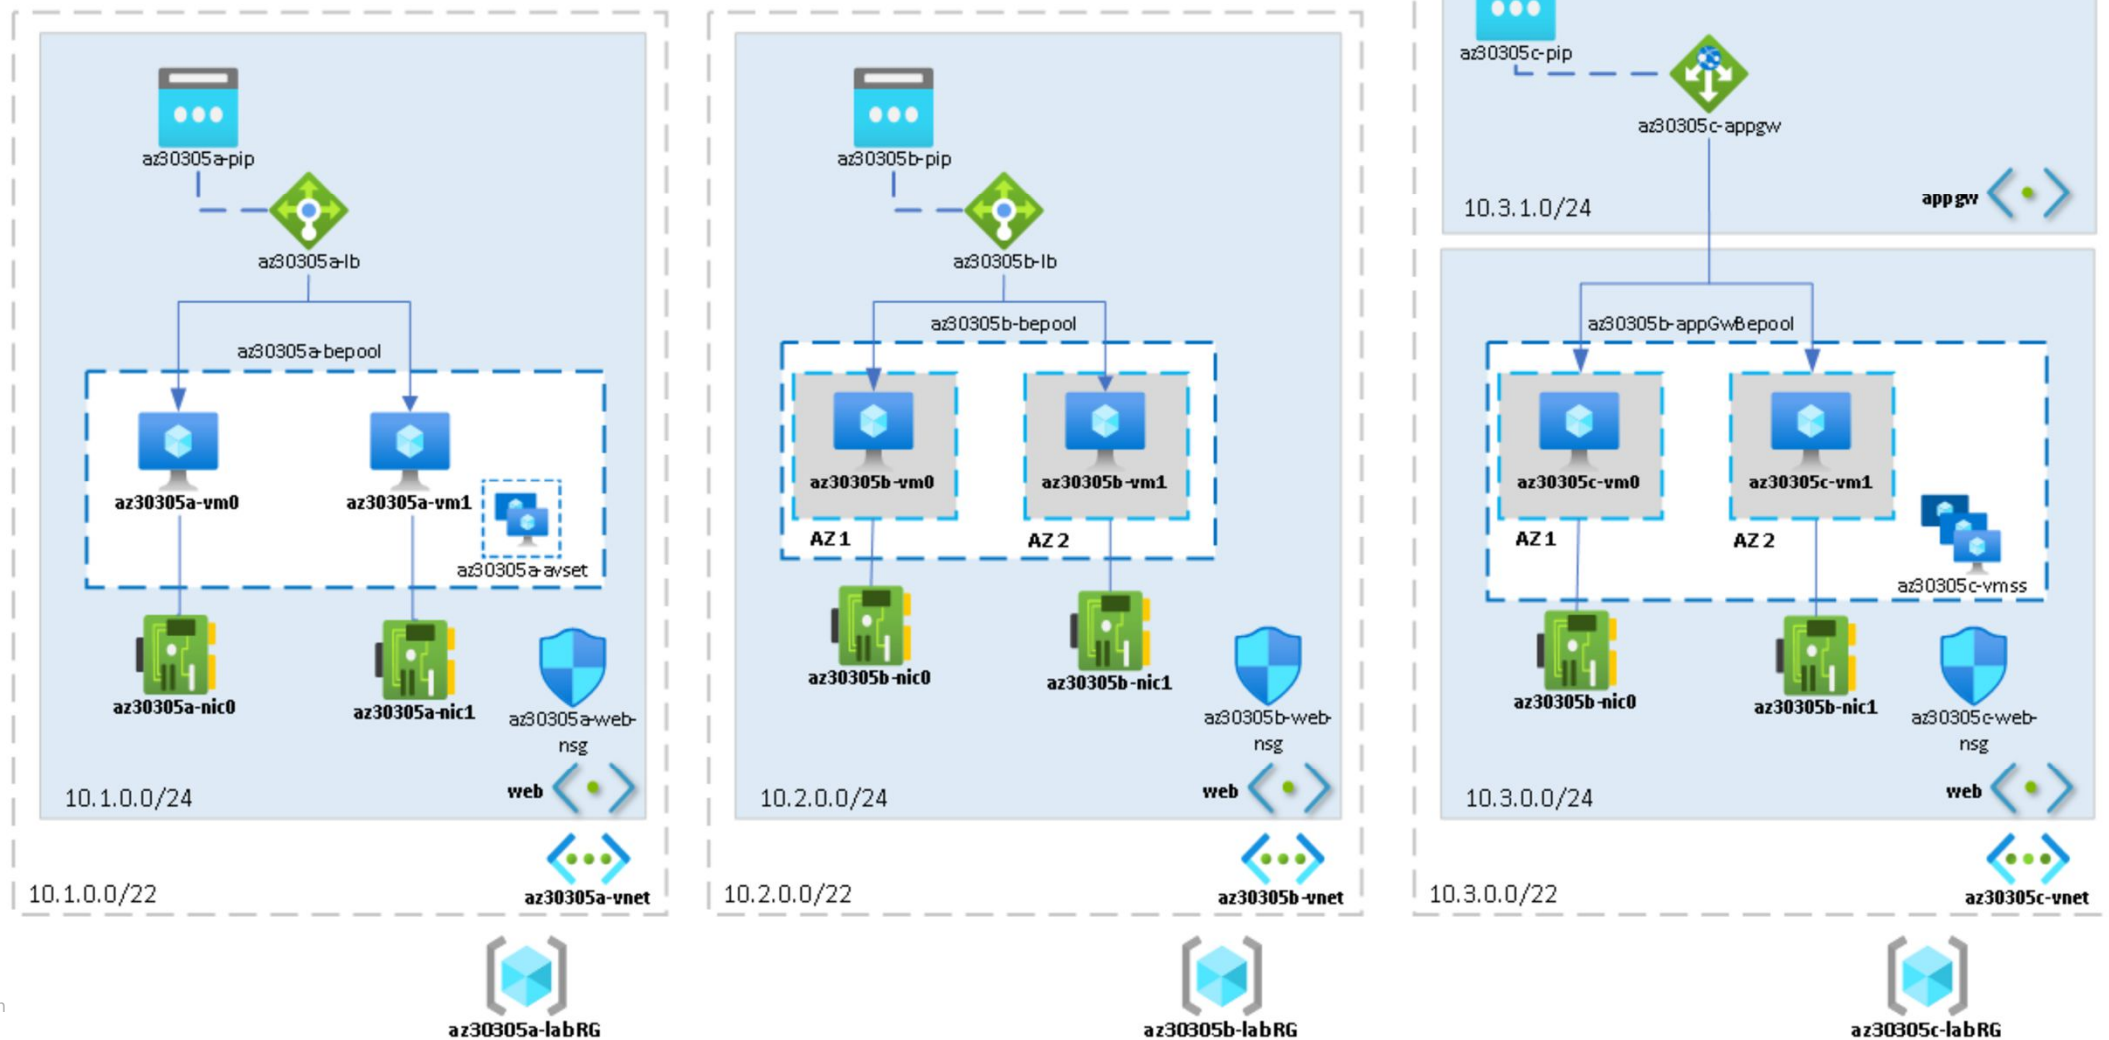 az30305a-pip
az30305a-lb
az30305a-bepool
az30305a-vm0
az30305a-vm1
az30305a-avset
az30305a-nic0
az30305a-nic1
az30305a-web-
nsg
10.1.0.0/24
web
10.1.0.0/22
az30305a-vnet
az30305a-labRG
az30305b-pip
az30305b-lb
az30305b-bepool
az30305b-vm0
az30305b-vm1
AZ 1
AZ 2
az30305b-nic0
az30305b-nic1
az30305b-web-
nsg
10.2.0.0/24
web
10.2.0.0/22
az30305b-vnet
az30305b-labRG
az30305c-pip
az30305c-appgw
10.3.1.0/24
appgw
az30305b-appGwBepool
az30305c-vm0
az30305c-vm1
AZ 1
AZ 2
az30305c-vmss
az30305b-nic0
az30305b-nic1
az30305c-web-
nsg
10.3.0.0/24
web
10.3.0.0/22
az30305c-vnet
az30305c-labRG